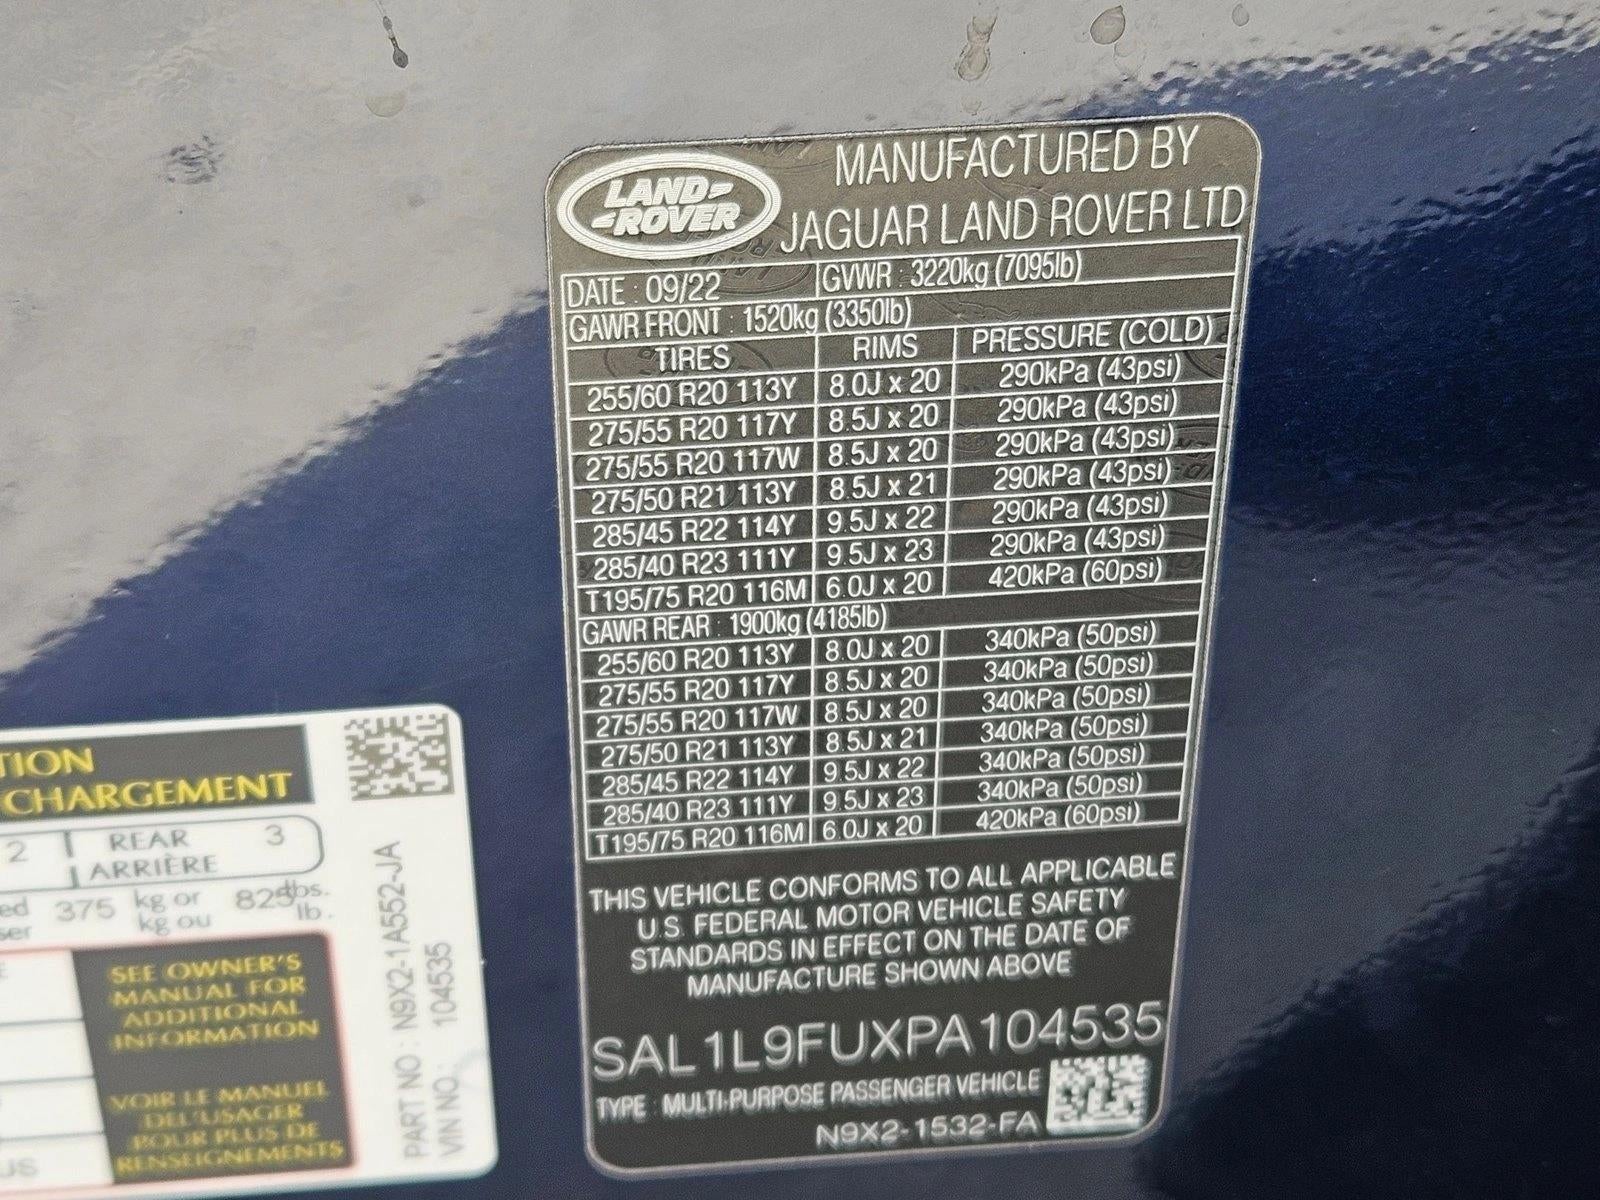 LAND-
-ROVER
MANUFACTURED BY
JAGUAR LAND ROVER LTD
DATE : 09/22 GVWR : 3220kg (7095lb)
GAWR FRONT : 1520kg (3350lb)
TIRES RIMS PRESSURE (COLD)
255/60 R20 113Y 8.0J x 20 290kPa (43psi)
275/55 R20 117Y 8.5J x 20 290kPa (43psi)
275/55 R20 117W 8.5J x 20 290kPa (43psi)
275/50 R21 113Y 8.5J x 21 290kPa (43psi)
285/45 R22 114Y 9.5J x 22 290kPa (43psi)
285/40 R23 111Y 9.5J x 23 290kPa (43psi)
T195/75 R20 116M 6.0J x 20 420kPa (60psi)
GAWR REAR : 1900kg (4185lb)
255/60 R20 113Y 8.0J x 20 340kPa (50psi)
275/55 R20 117Y 8.5J x 20 340kPa (50psi)
275/55 R20 117W 8.5J x 20 340kPa (50psi)
275/50 R21 113Y 8.5J x 21 340kPa (50psi)
285/45 R22 114Y 9.5J x 22 340kPa (50psi)
285/40 R23 111Y 9.5J x 23 340kPa (50psi)
T195/75 R20 116M 6.0J x 20 420kPa (60psi)
THIS VEHICLE CONFORMS TO ALL APPLICABLE
U.S. FEDERAL MOTOR VEHICLE SAFETY
STANDARDS IN EFFECT ON THE DATE OF
MANUFACTURE SHOWN ABOVE
SAL1L9FUXPA104535
TYPE : MULTI-PURPOSE PASSENGER VEHICLE
N9X2-1532-FA
TION
CHARGEMENT
2 REAR 3
ARRIÈRE
ed 375 kg or 825 lbs.
ser kg ou lb.
SEE OWNER'S
MANUAL FOR
ADDITIONAL
INFORMATION
VOIR LE MANUEL
DE L'USAGER
POUR PLUS DE
RENSEIGNEMENTS
US
PART NO : N9X2-1A552-JA
VIN NO.: 104535